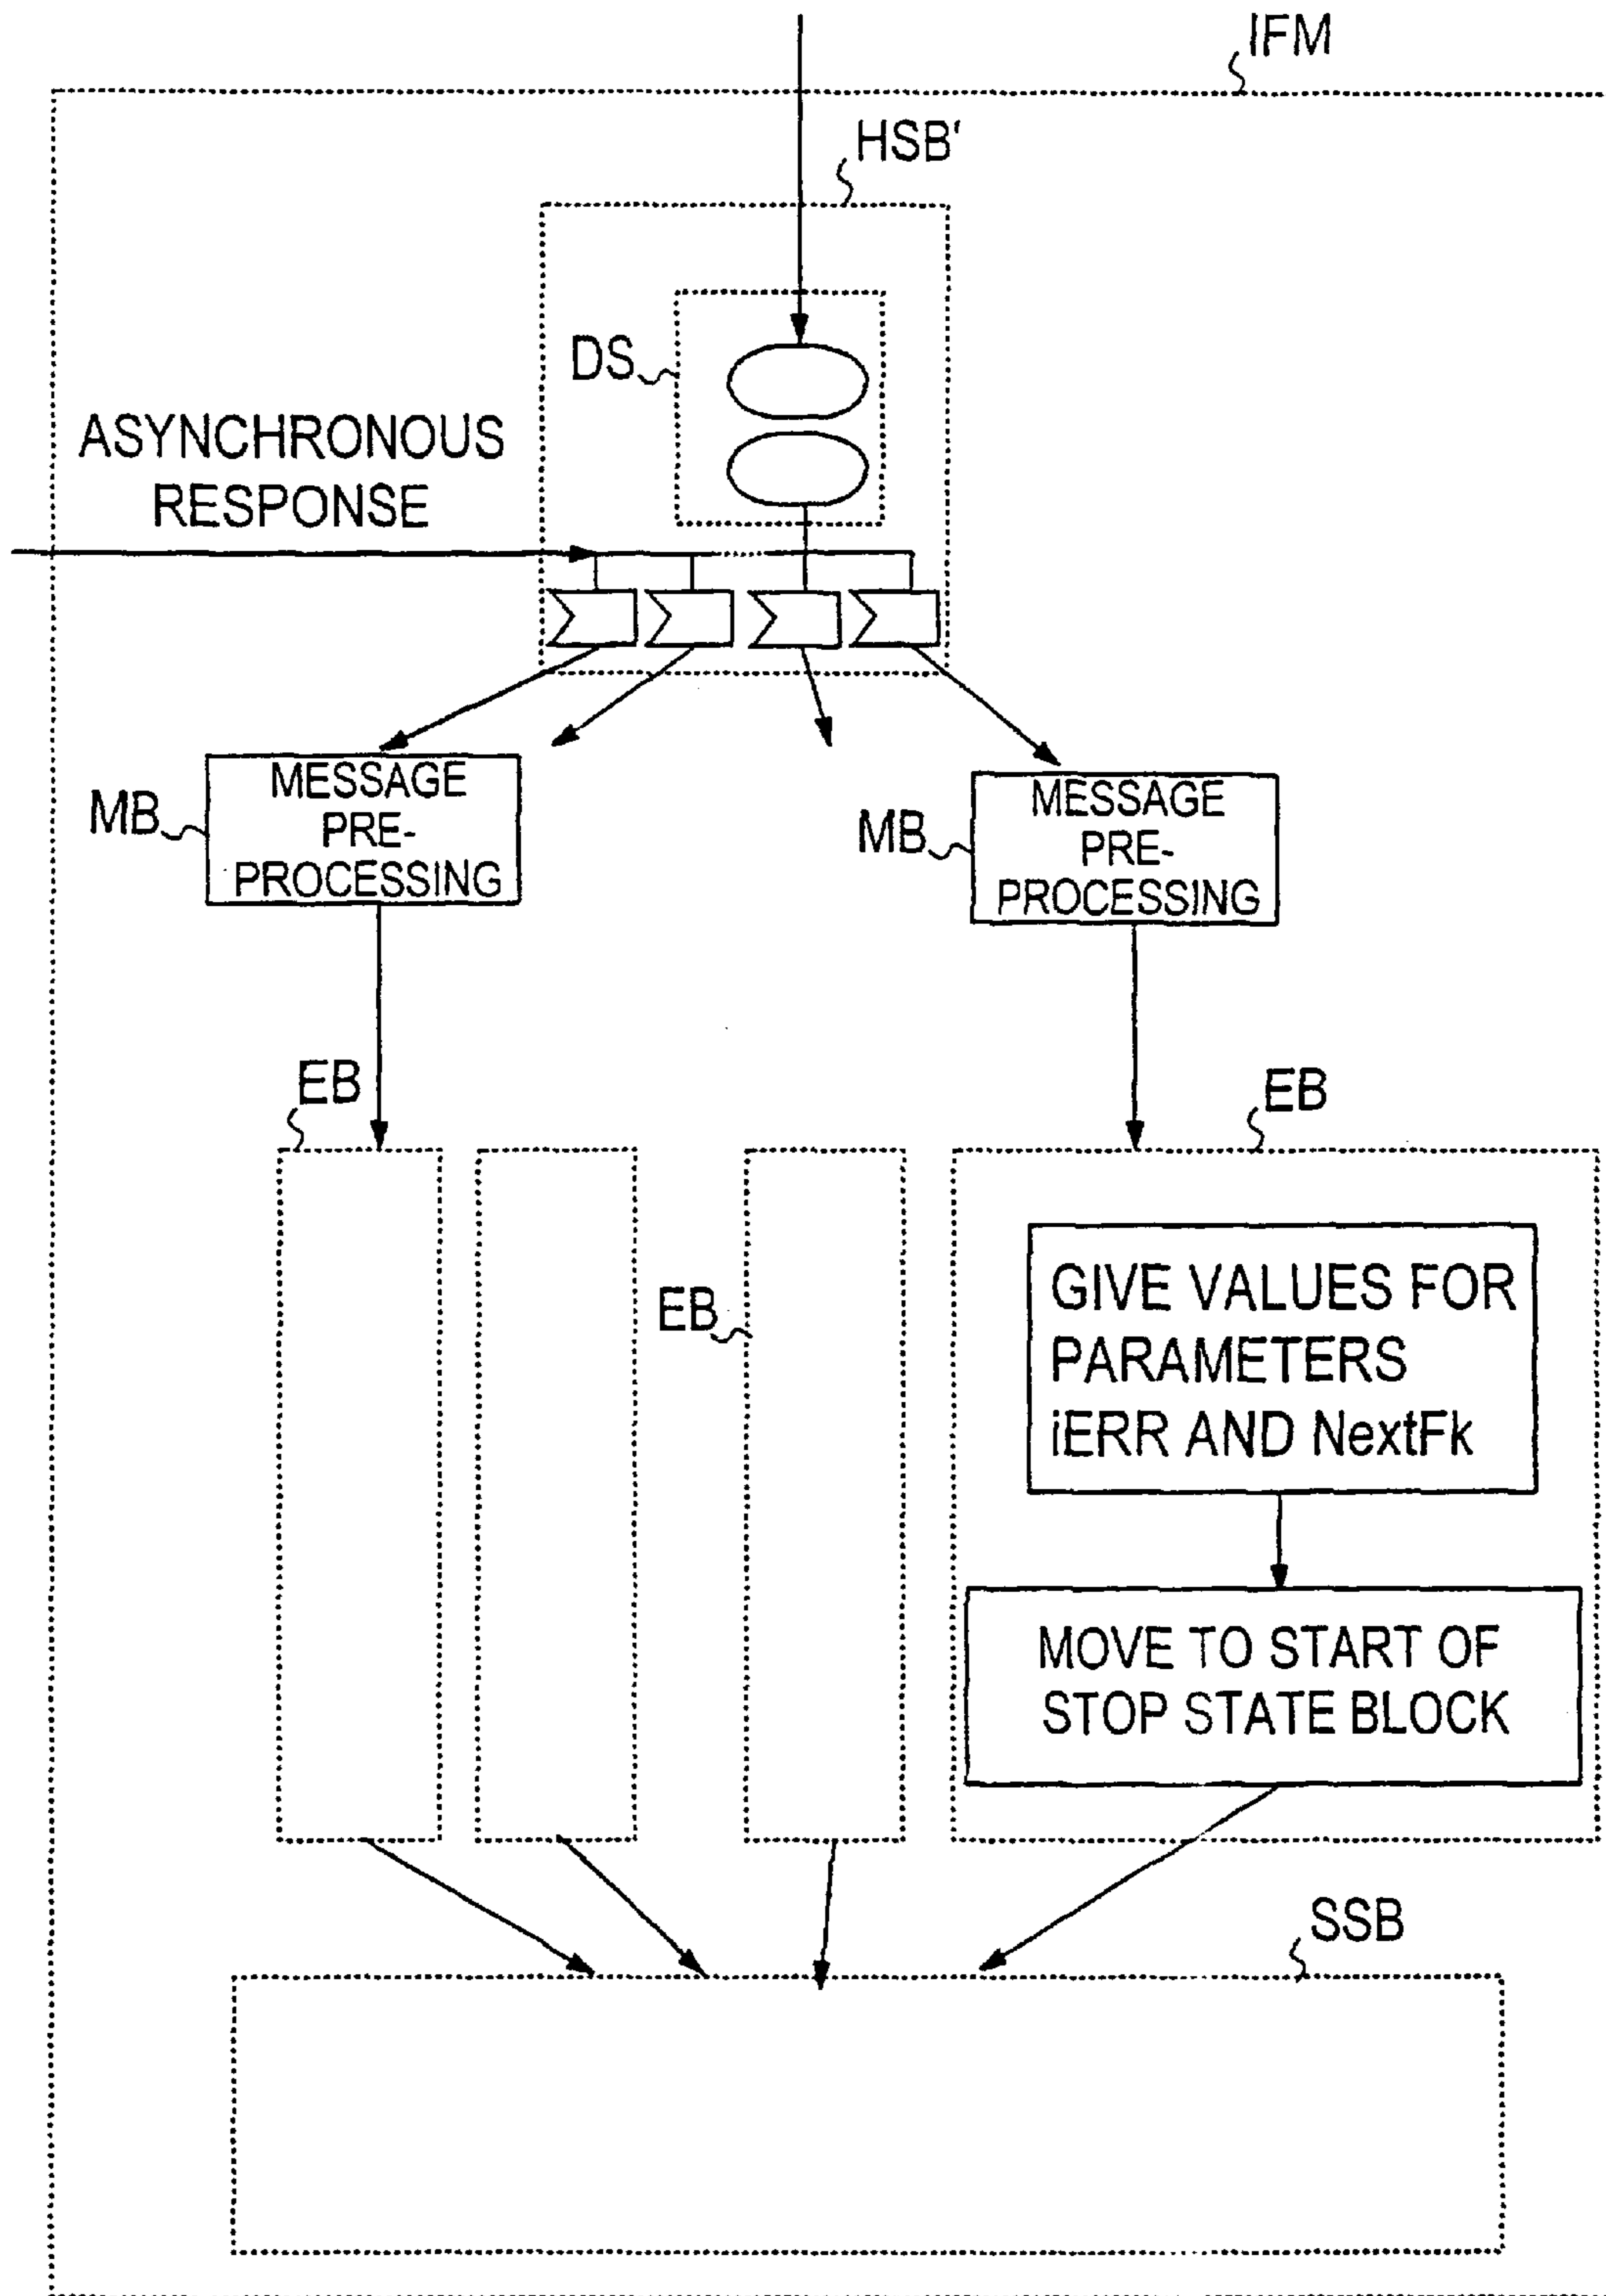 IFM
HSB'
DS
ASYNCHRONOUS
RESPONSE
MESSAGE
PRE-
PROCESSING
MB
MESSAGE
PRE-
PROCESSING
MB
EB
EB
EB
GIVE VALUES FOR
PARAMETERS
iERR AND NextFk
MOVE TO START OF
STOP STATE BLOCK
SSB